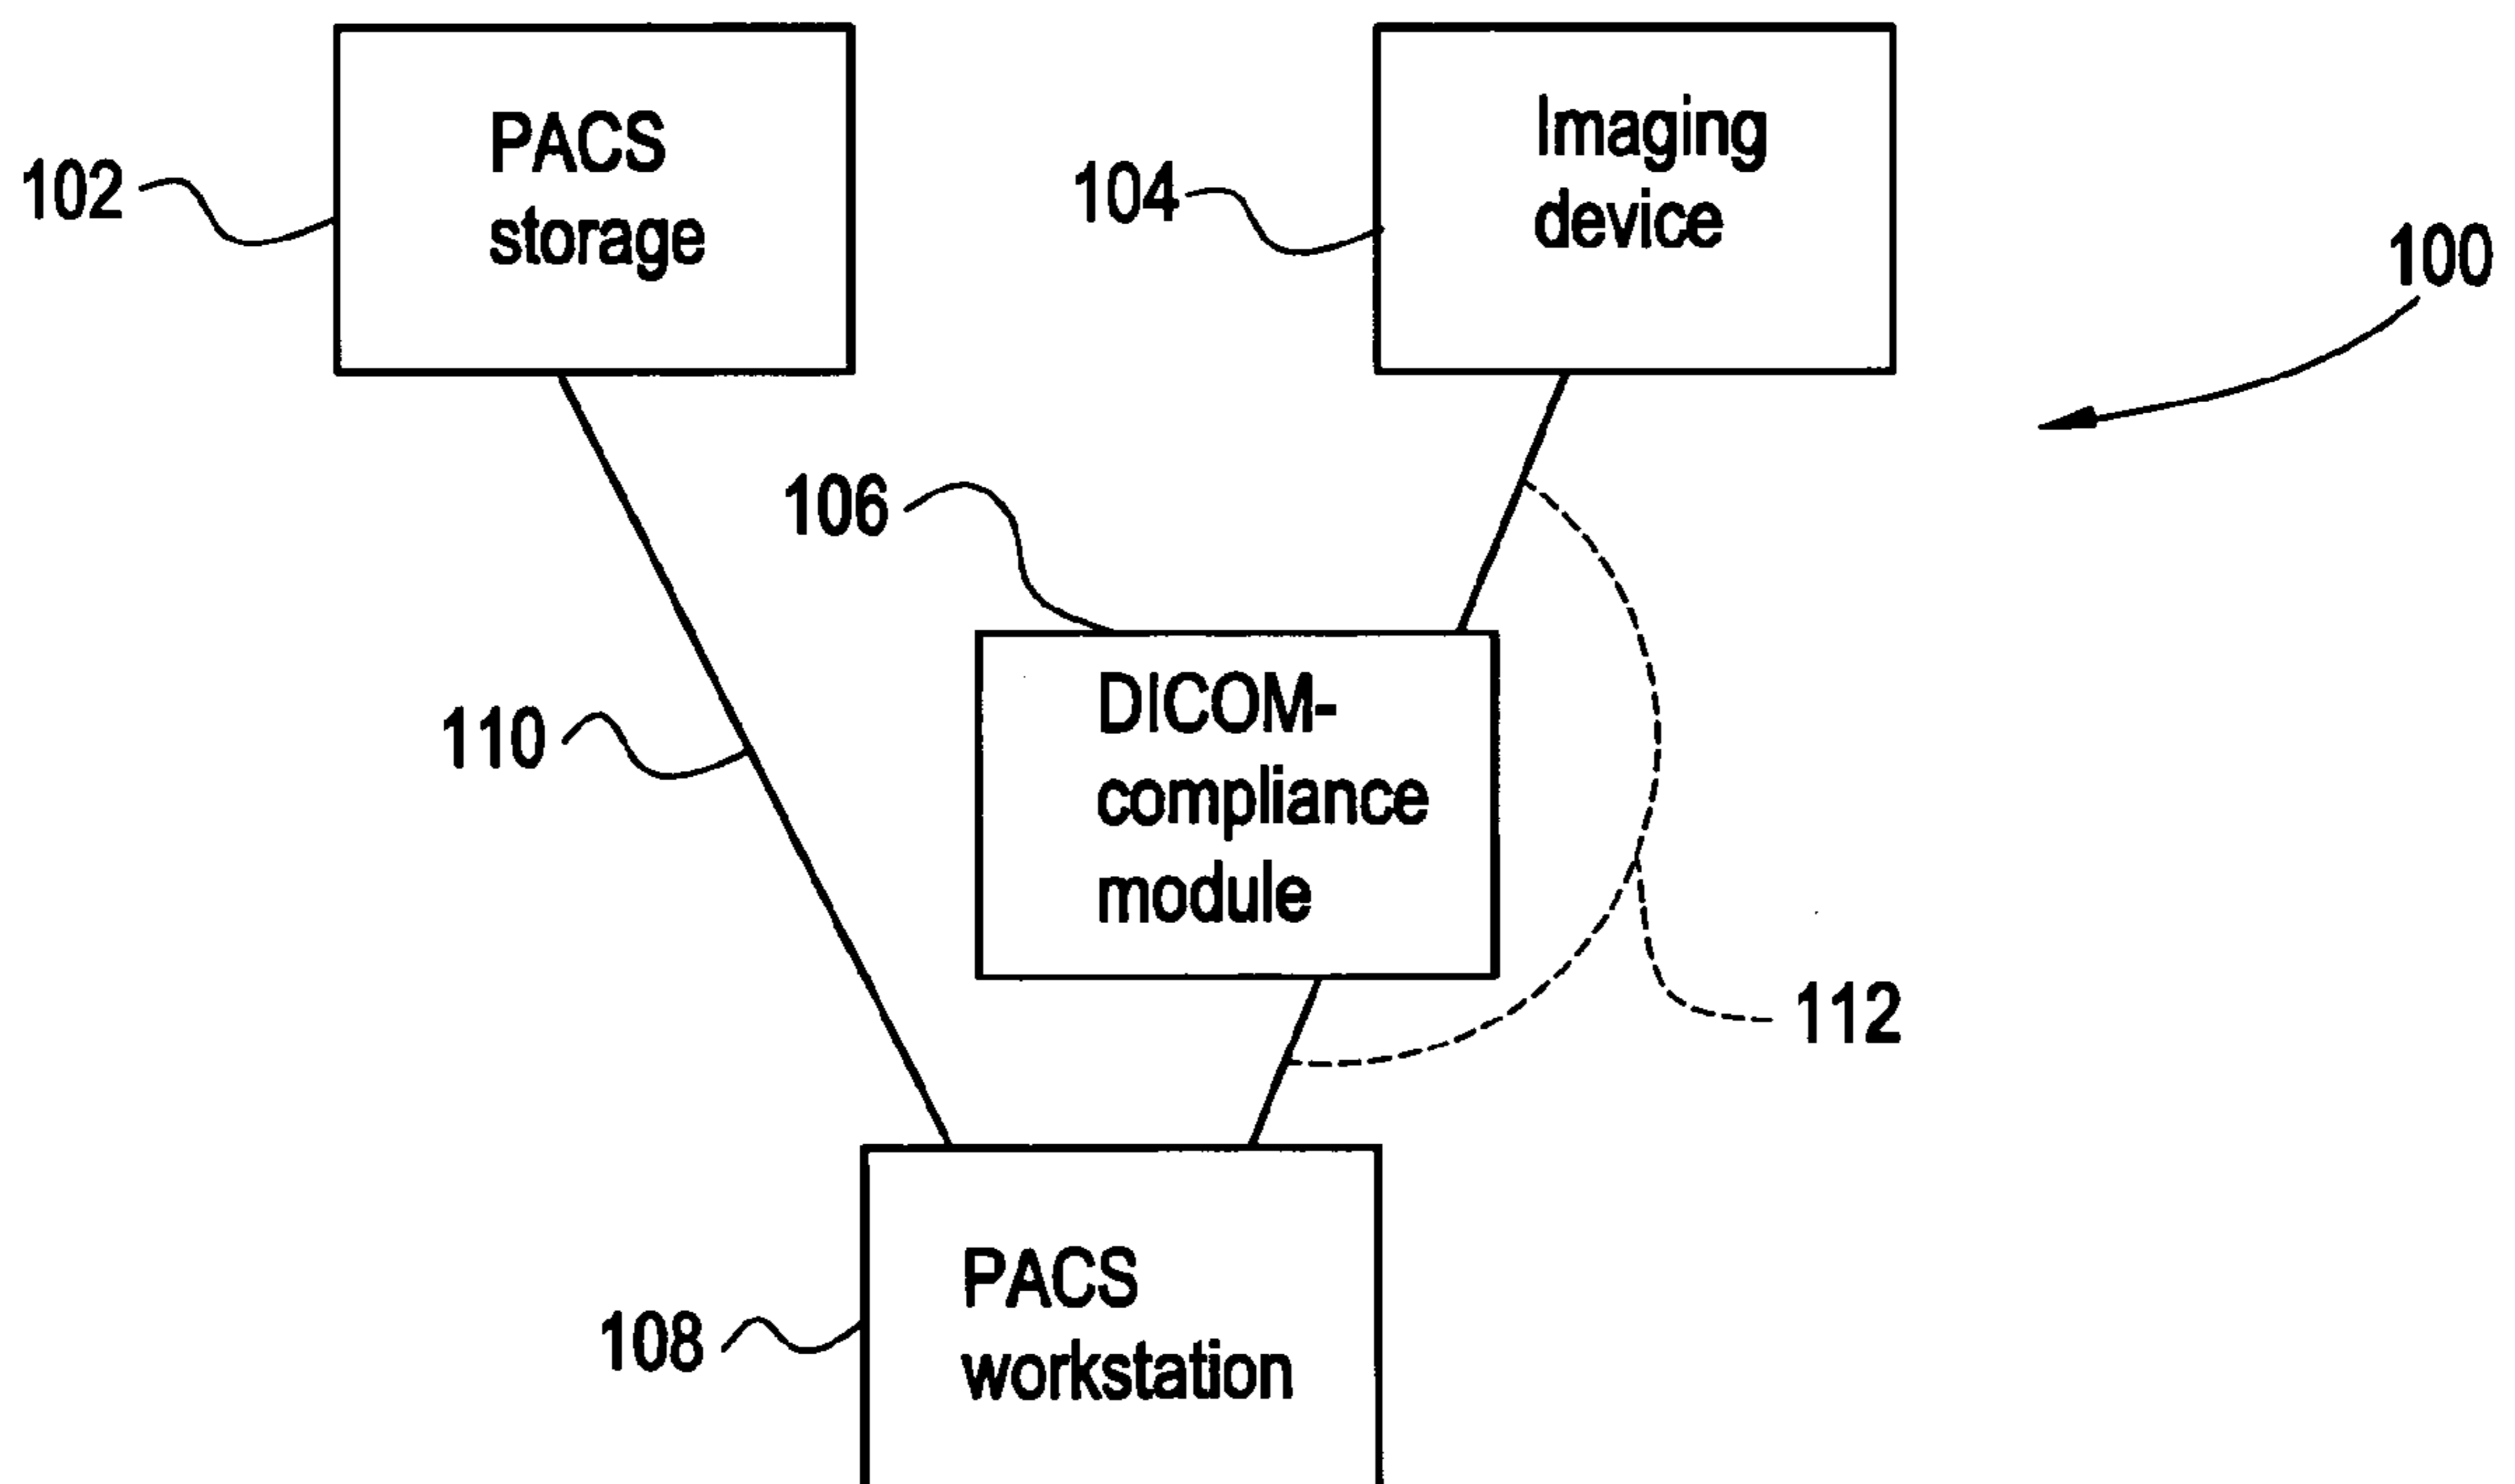 PACS
storage
102
Imaging
device
104
100
106
DICOM-
compliance
module
110
112
PACS
workstation
108